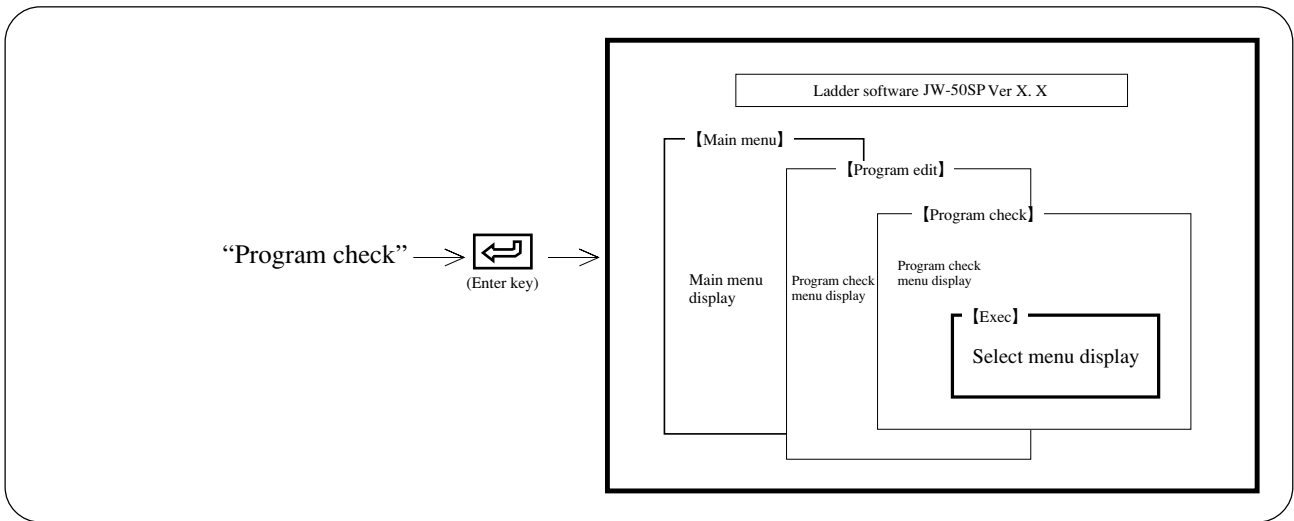 Ladder software JW-50SP Ver X. X
【Main menu】
【Program edit】
【Program check】
“Program check”
(Enter key)
Main menu
display
Program check
menu display
Program check
menu display
【Exec】
Select menu display